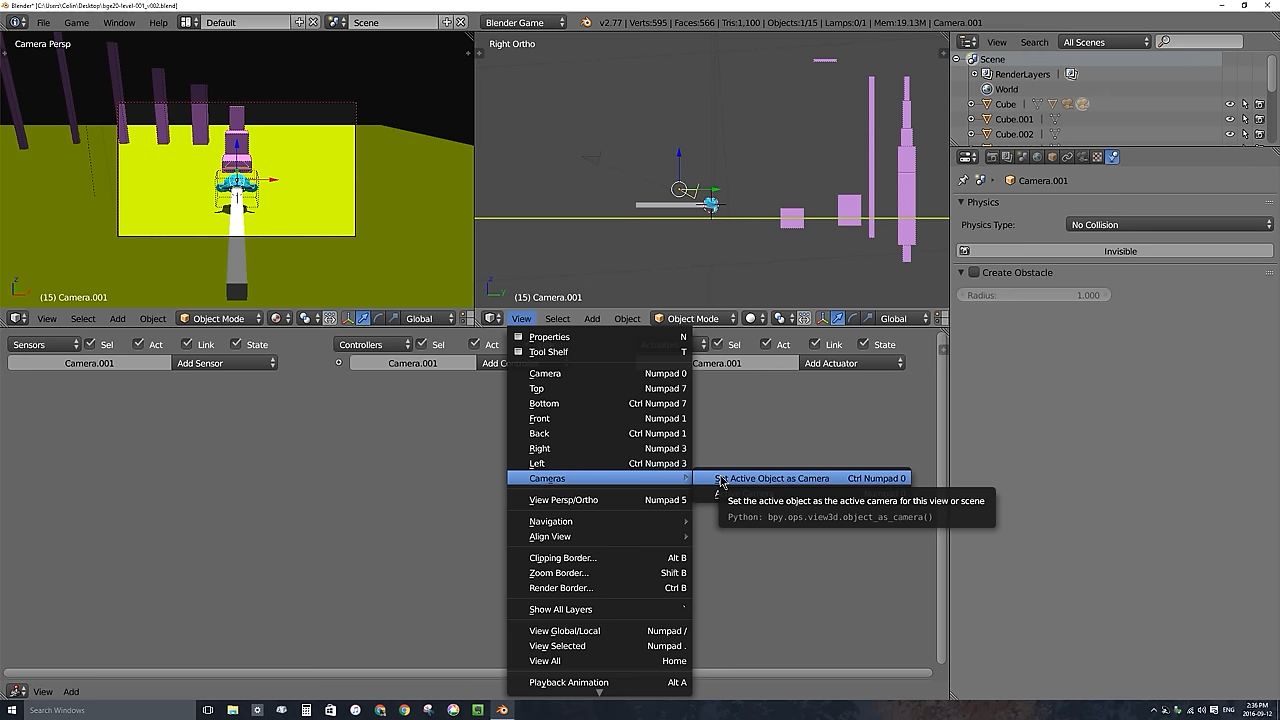 Blender* [C:\Users\Colin\Desktop\bge20-level-001_v002.blend]
File Game Window Help Default Scene Blender Game v2.77 | Verts:595 | Faces:566 | Tris:1,100 | Objects:1/15 | Lamps:0/1 | Mem:19.13M | Camera.001
Camera Persp
Right Ortho
View Search All Scenes
Scene
RenderLayers
World
Cube
Cube.001
Cube.002
Camera.001
Physics
Physics Type: No Collision
Invisible
Create Obstacle
Radius: 1.000
(15) Camera.001
(15) Camera.001
View Select Add Object Object Mode Global
View Select Add Object Object Mode Global
Sensors Sel Act Link State
Controllers Sel Act
Sel Act Link State
Camera.001 Add Sensor
Camera.001
Add Actuator
Properties N
Tool Shelf T
Camera Numpad 0
Top Numpad 7
Bottom Ctrl Numpad 7
Front Numpad 1
Back Ctrl Numpad 1
Right Numpad 3
Left Ctrl Numpad 3
Cameras
Set Active Object as Camera Ctrl Numpad 0
Set the active object as the active camera for this view or scene
Python: bpy.ops.view3d.object_as_camera()
View Persp/Ortho Numpad 5
Navigation
Align View
Clipping Border... Alt B
Zoom Border... Shift B
Render Border... Ctrl B
Show All Layers `
View Global/Local Numpad /
View Selected Numpad .
View All Home
Playback Animation Alt A
View Add
Search Windows
ENG
2:36 PM
2016-09-12